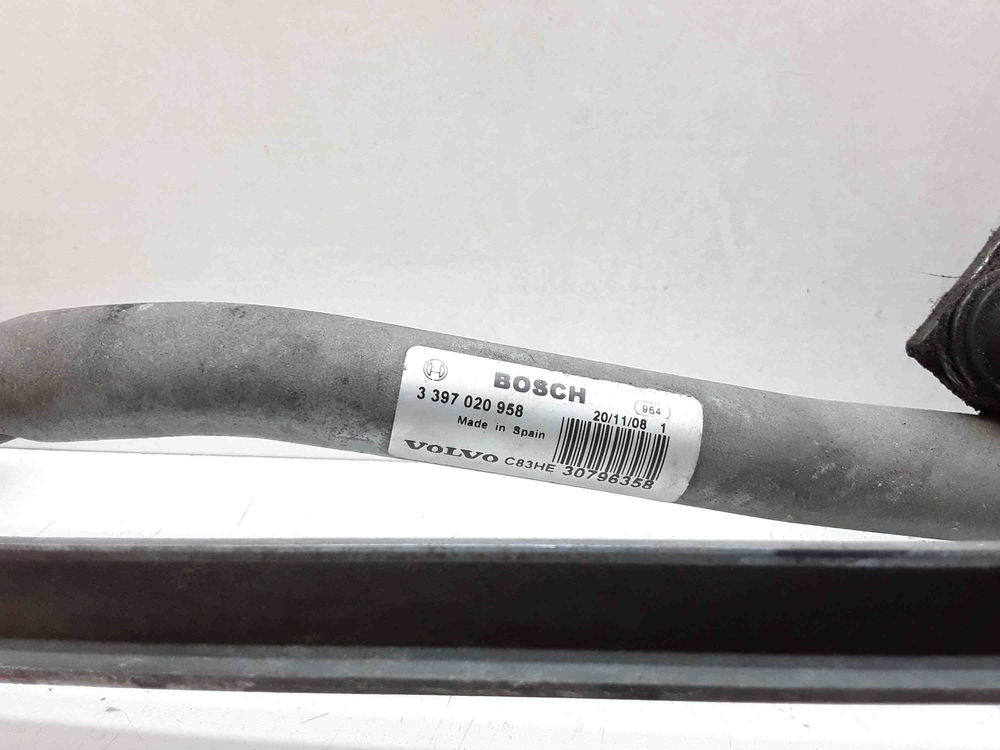 BOSCH
3 397 020 958
20/11/08 1
964
Made in Spain
VOLVO C83HE 30796358